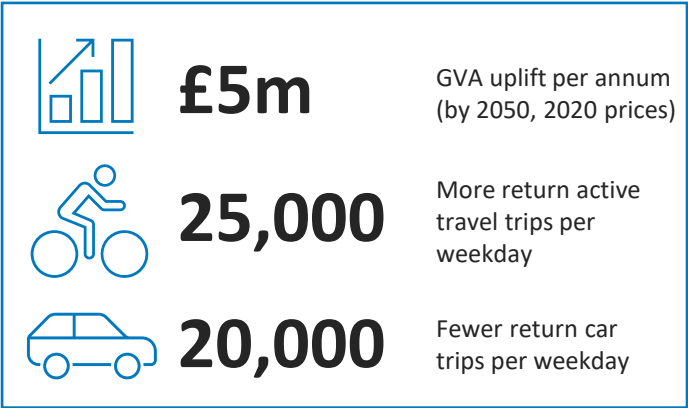 £5m
GVA uplift per annum
(by 2050, 2020 prices)
25,000
More return active
travel trips per
weekday
20,000
Fewer return car
trips per weekday